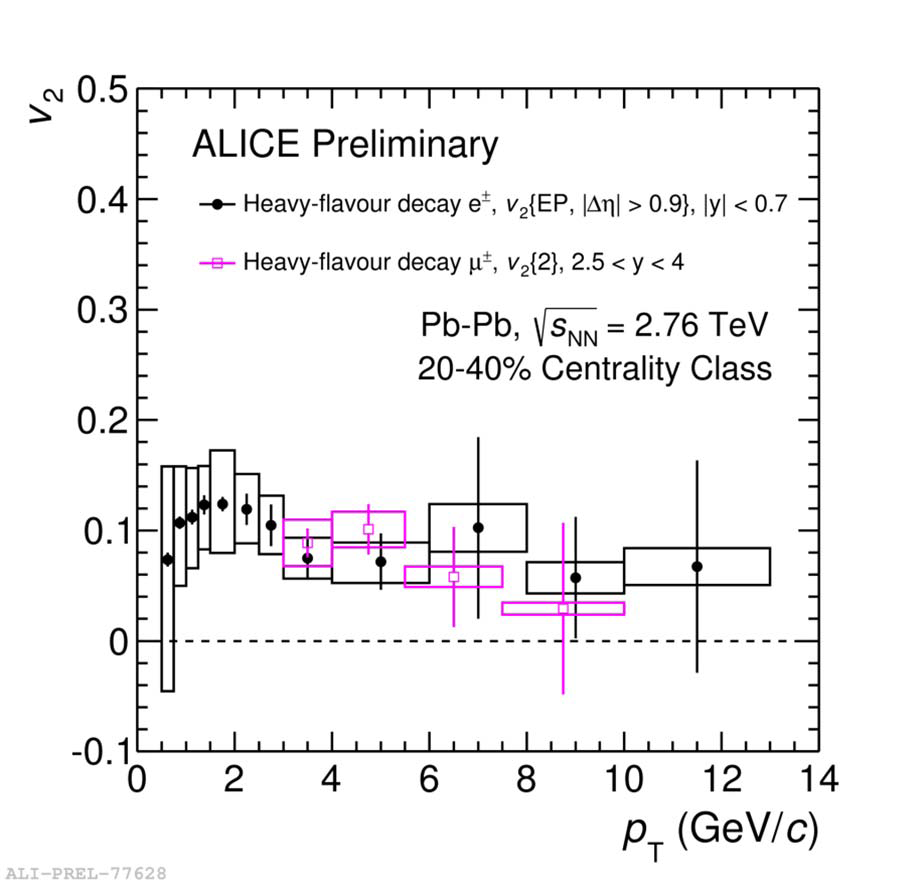 v2
0.5
0.4
0.3
0.2
0.1
0
-0.1
ALICE Preliminary
Heavy-flavour decay e±, v2{EP, |Δη| > 0.9}, |y| < 0.7
Heavy-flavour decay μ±, v2{2}, 2.5 < y < 4
Pb-Pb, √sNN = 2.76 TeV
20-40% Centrality Class
0 2 4 6 8 10 12 14
pT (GeV/c)
ALI-PREL-77628